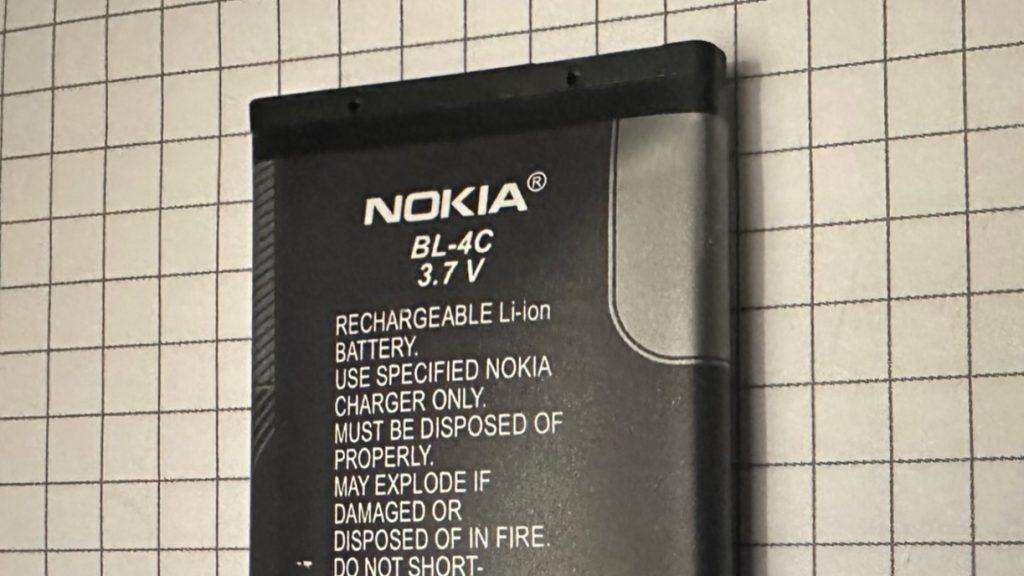 NOKIA®
BL-4C
3.7 V
RECHARGEABLE Li-ion
BATTERY.
USE SPECIFIED NOKIA
CHARGER ONLY.
MUST BE DISPOSED OF
PROPERLY.
MAY EXPLODE IF
DAMAGED OR
DISPOSED OF IN FIRE.
DO NOT SHORT-